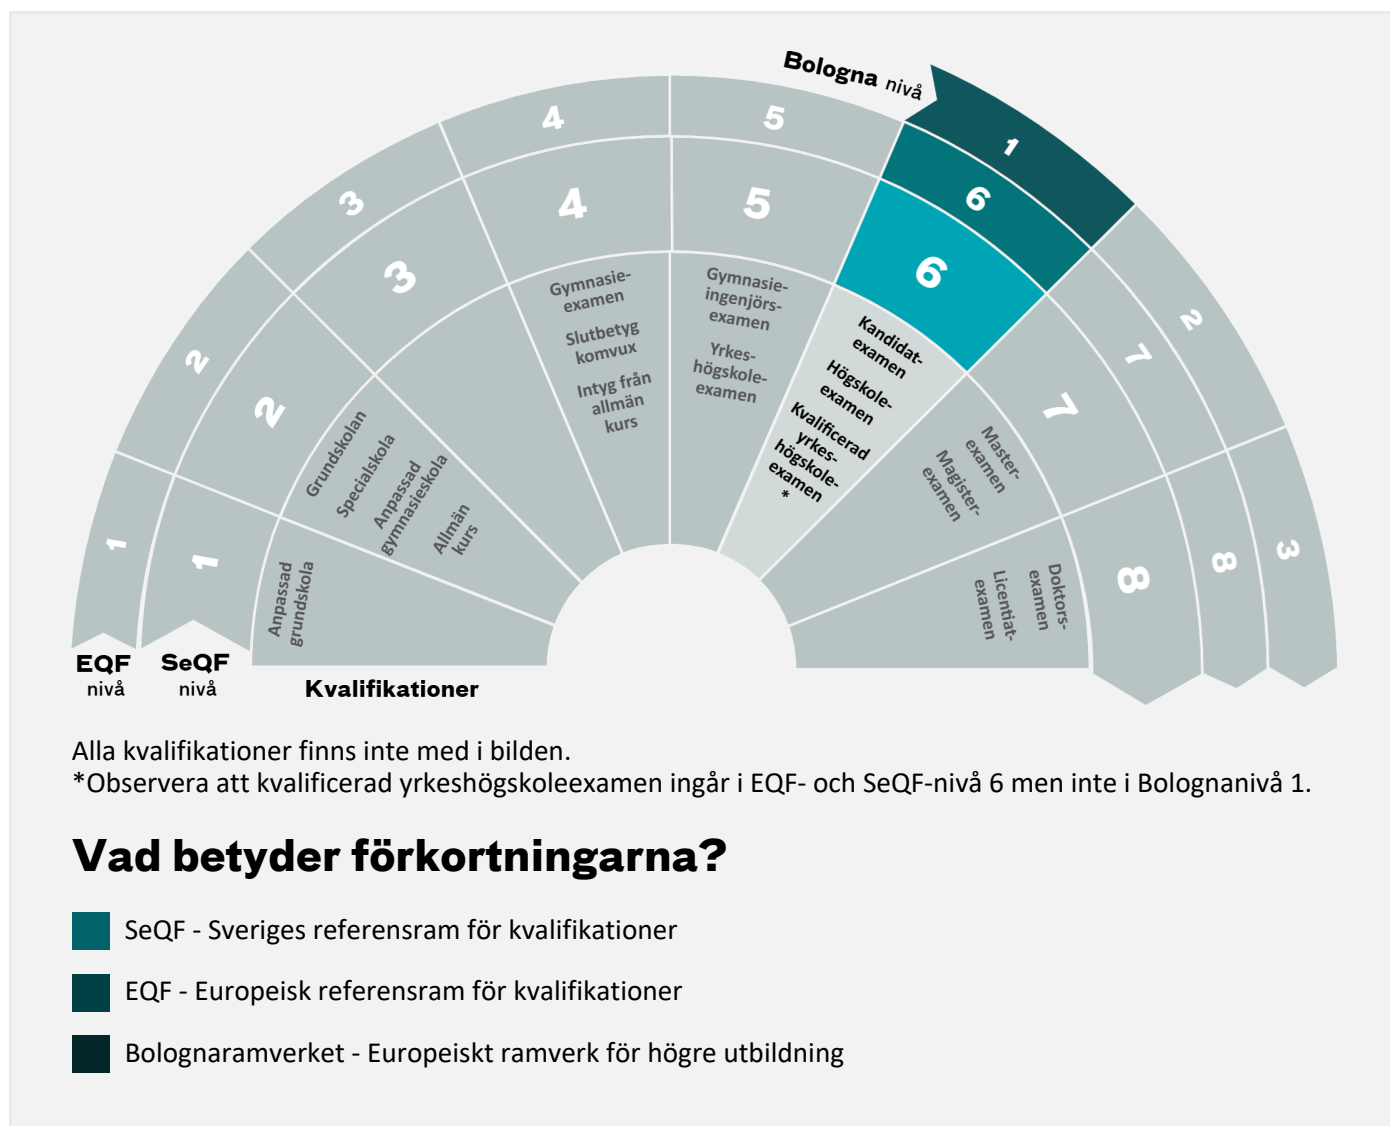 Bologna nivå
1
2
3
1
2
3
4
5
6
7
8
1
2
3
4
5
6
7
8
Anpassad
grundskola
Grundskolan
Specialskola
Anpassad
gymnasieskola
Allmän
kurs
Gymnasie-
examen
Slutbetyg
komvux
Intyg från
allmän
kurs
Gymnasie-
ingenjörs-
examen
Yrkes-
högskole-
examen
Kandidat-
examen
Högskole-
examen
Kvalificerad
yrkes-
högskole-
examen
*
Master-
examen
Magister-
examen
Doktors-
examen
Licentiat-
examen
EQF
nivå
SeQF
nivå
Kvalifikationer
Alla kvalifikationer finns inte med i bilden.
*Observera att kvalificerad yrkeshögskoleexamen ingår i EQF- och SeQF-nivå 6 men inte i Bolognanivå 1.
Vad betyder förkortningarna?
SeQF - Sveriges referensram för kvalifikationer
EQF - Europeisk referensram för kvalifikationer
Bolognaramverket - Europeiskt ramverk för högre utbildning